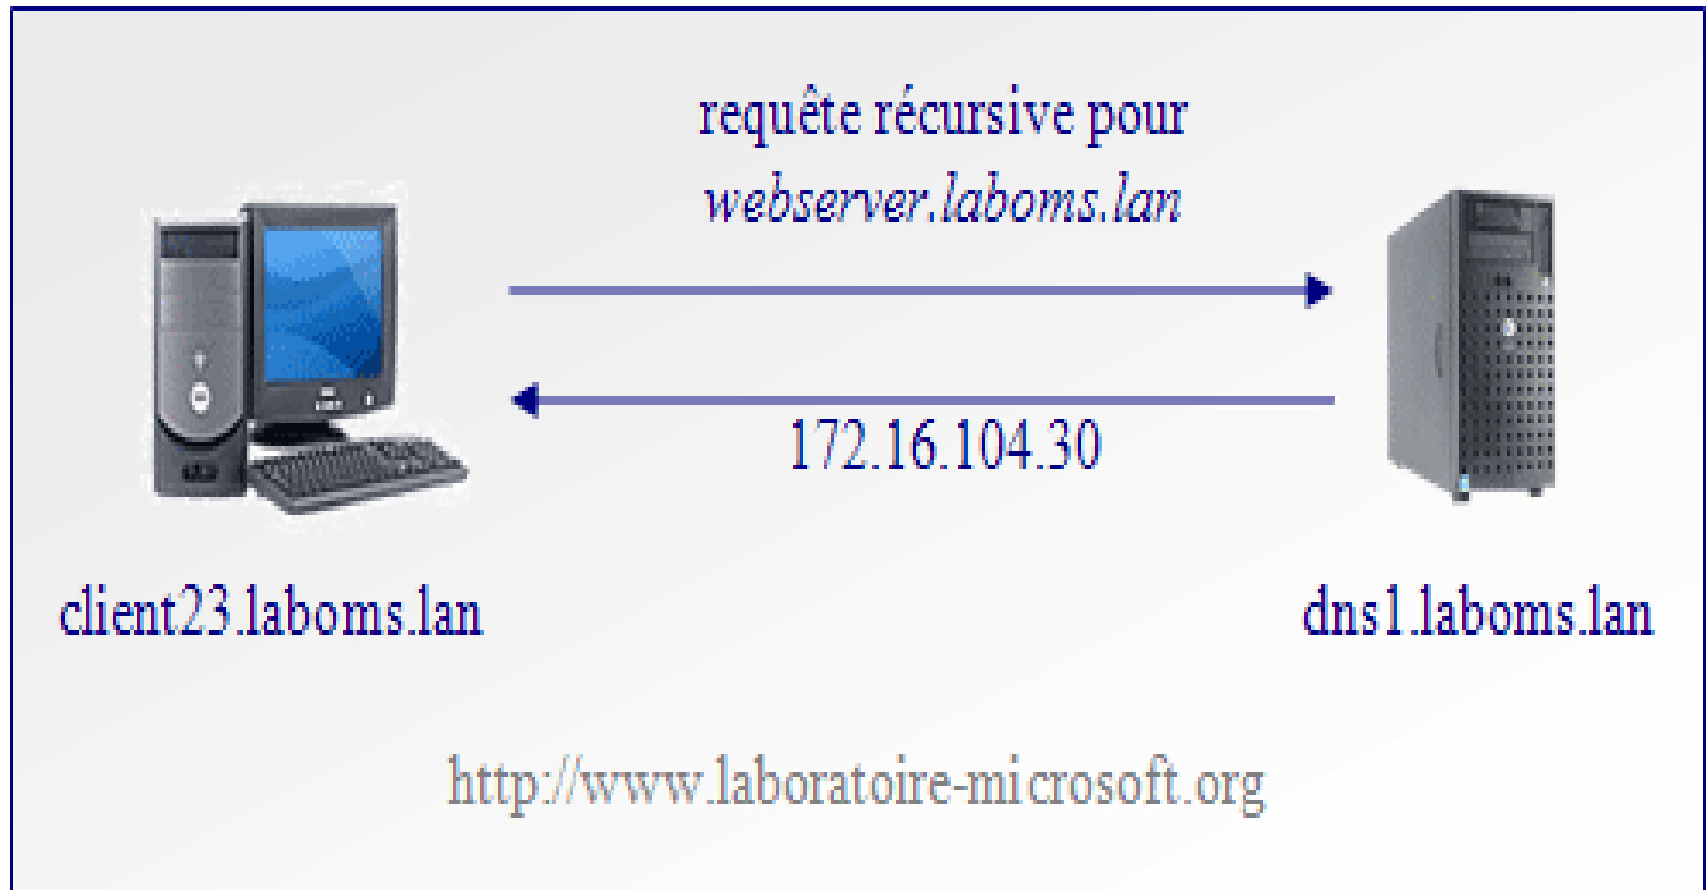 requête récursive pour
webserver.laboms.lan
172.16.104.30
client23.laboms.lan
dns1.laboms.lan
http://www.laboratoire-microsoft.org